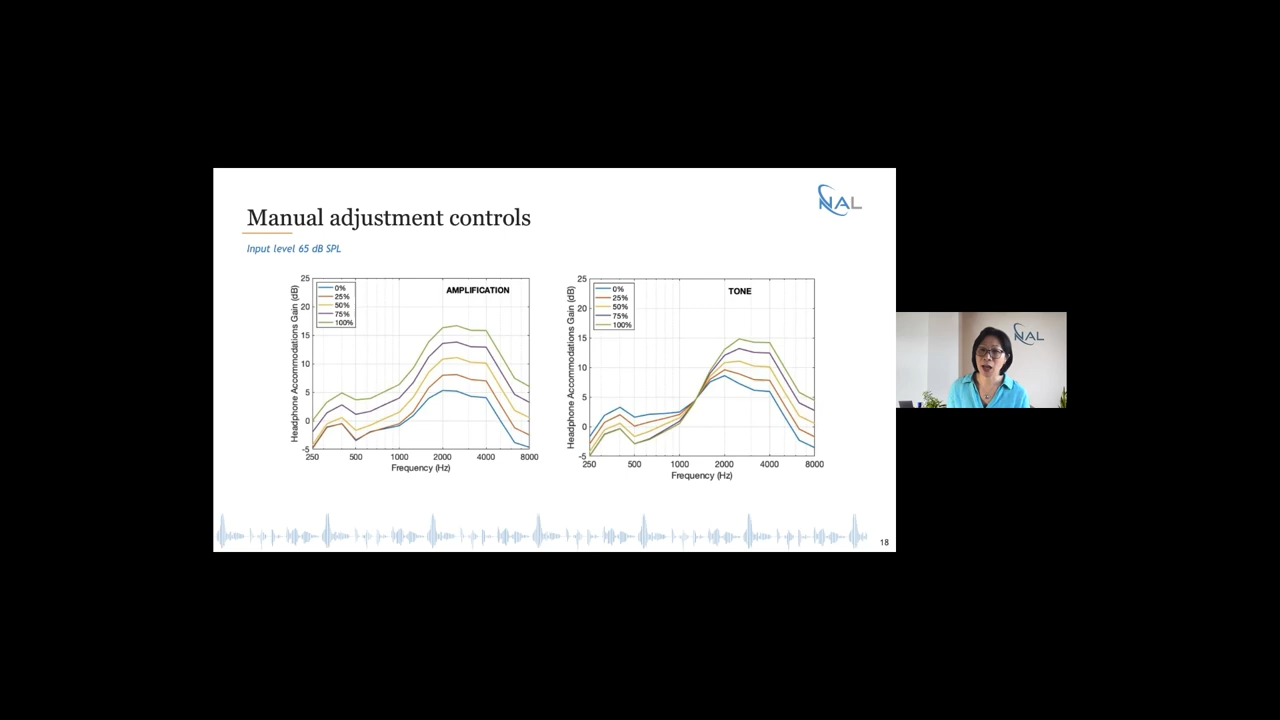 NAL
Manual adjustment controls
Input level 65 dB SPL
AMPLIFICATION
0%
25%
50%
75%
100%
25
20
15
10
5
0
-5
Headphone Accommodations Gain (dB)
250 500 1000 2000 4000 8000
Frequency (Hz)
TONE
0%
25%
50%
75%
100%
25
20
15
10
5
0
-5
Headphone Accommodations Gain (dB)
250 500 1000 2000 4000 8000
Frequency (Hz)
18
NAL